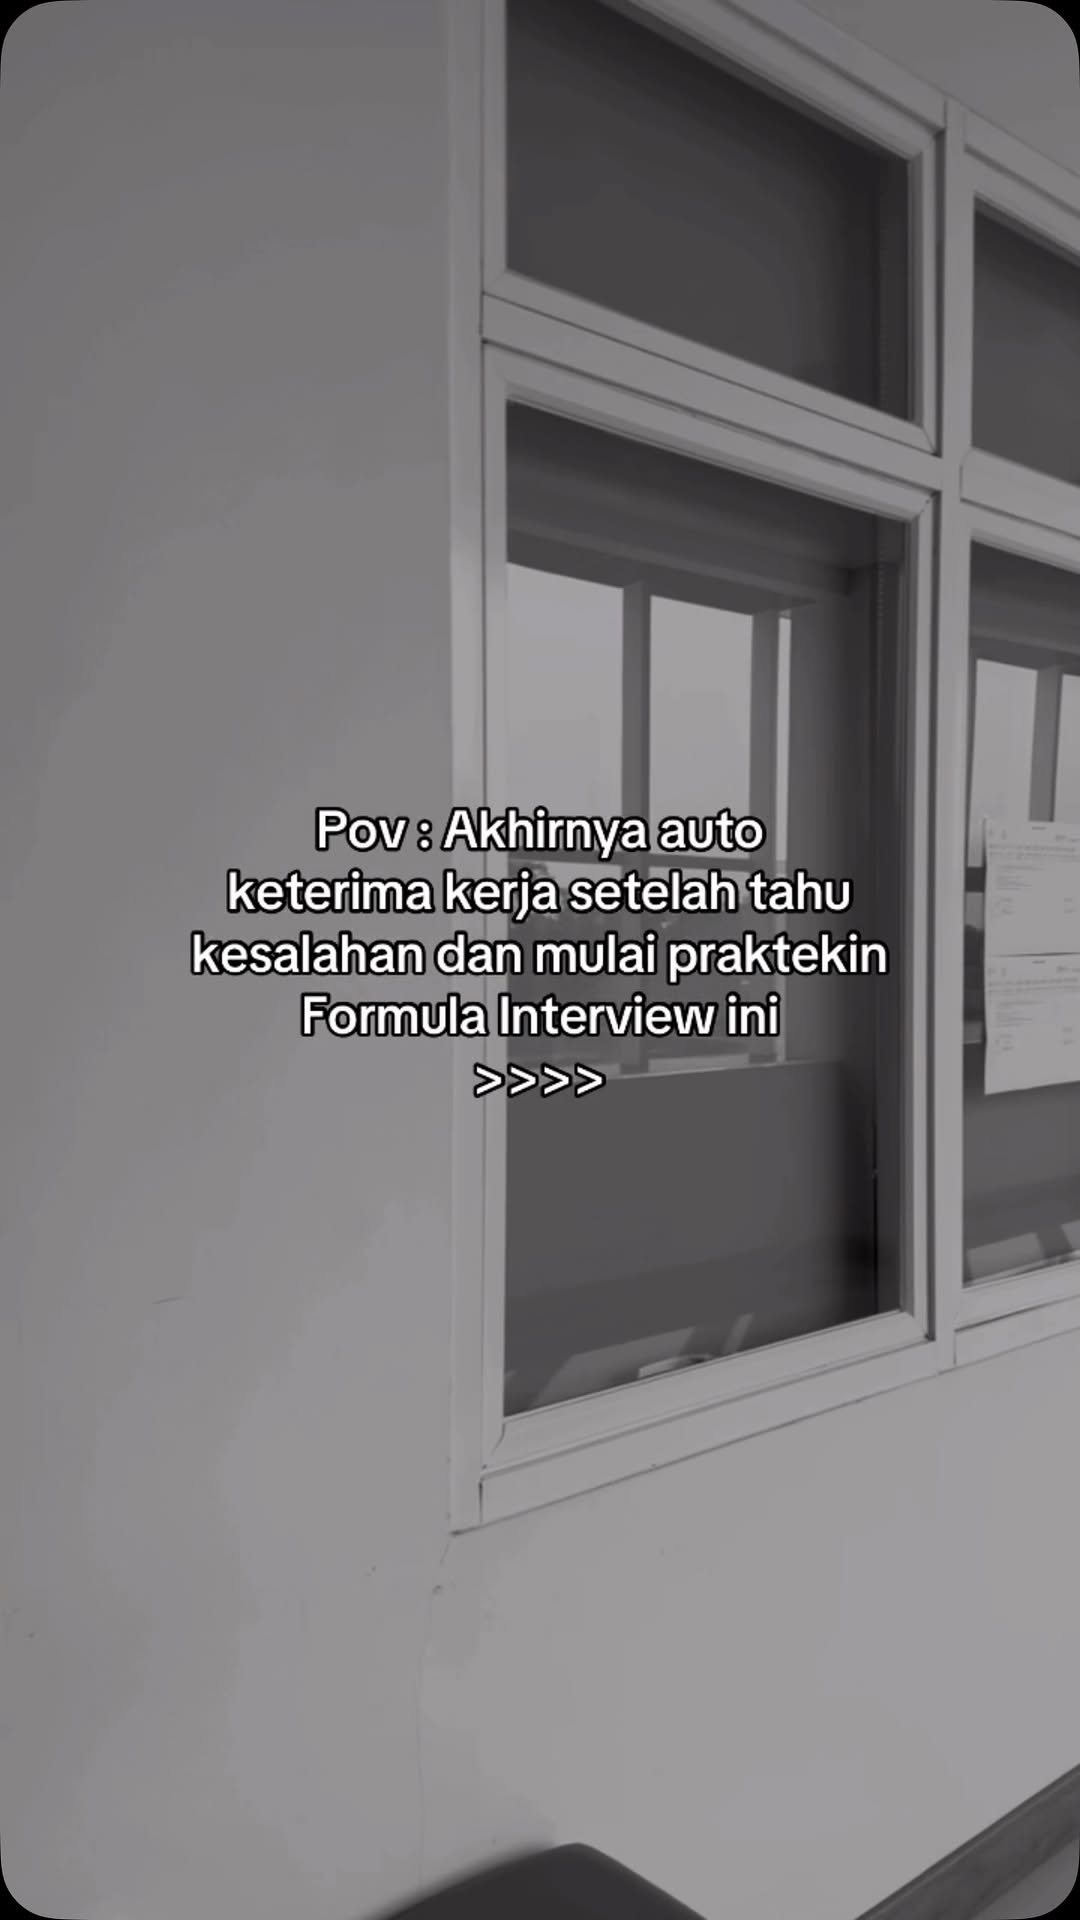 Pov : Akhirnya auto
keterima kerja setelah tahu
kesalahan dan mulai praktekin
Formula Interview ini
>>>>